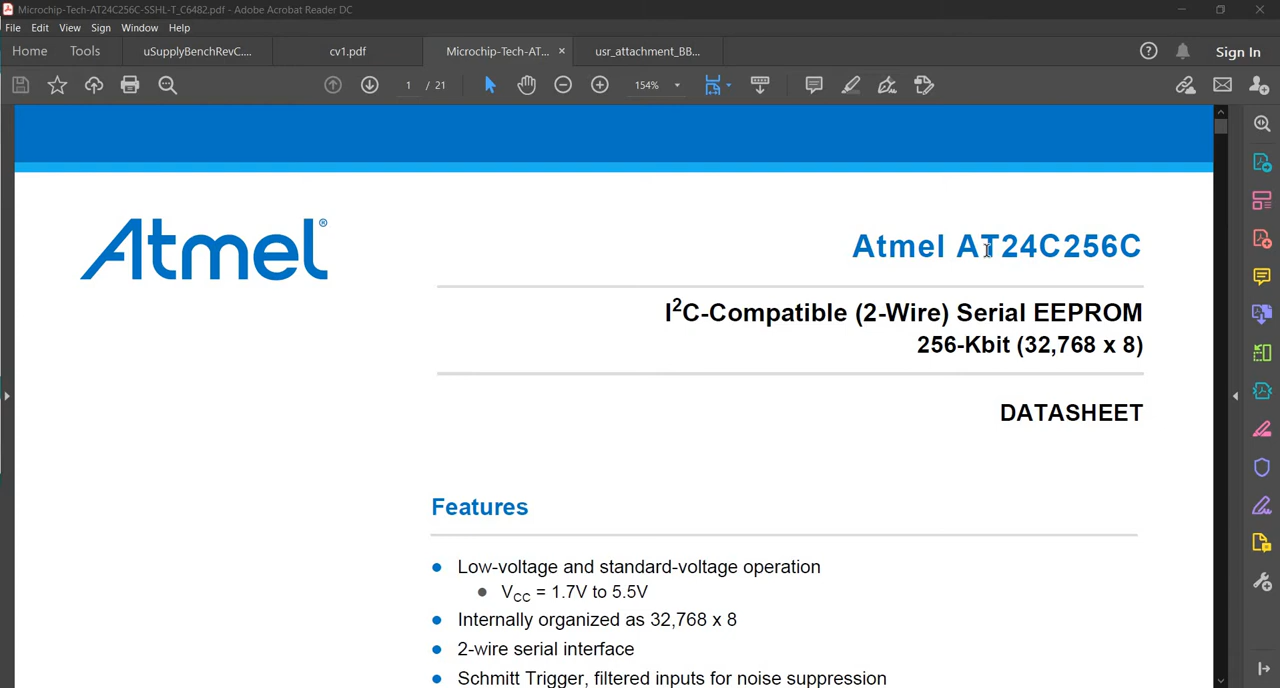 Microchip-Tech-AT24C256C-SSHL-T_C6482.pdf - Adobe Acrobat Reader DC
File Edit View Sign Window Help
Home Tools uSupplyBenchRevC.... cv1.pdf Microchip-Tech-AT... × usr_attachment_BB... Sign In
1 / 21 154%
Atmel®
Atmel AT24C256C
I²C-Compatible (2-Wire) Serial EEPROM
256-Kbit (32,768 x 8)
DATASHEET
Features
Low-voltage and standard-voltage operation
VCC = 1.7V to 5.5V
Internally organized as 32,768 x 8
2-wire serial interface
Schmitt Trigger, filtered inputs for noise suppression